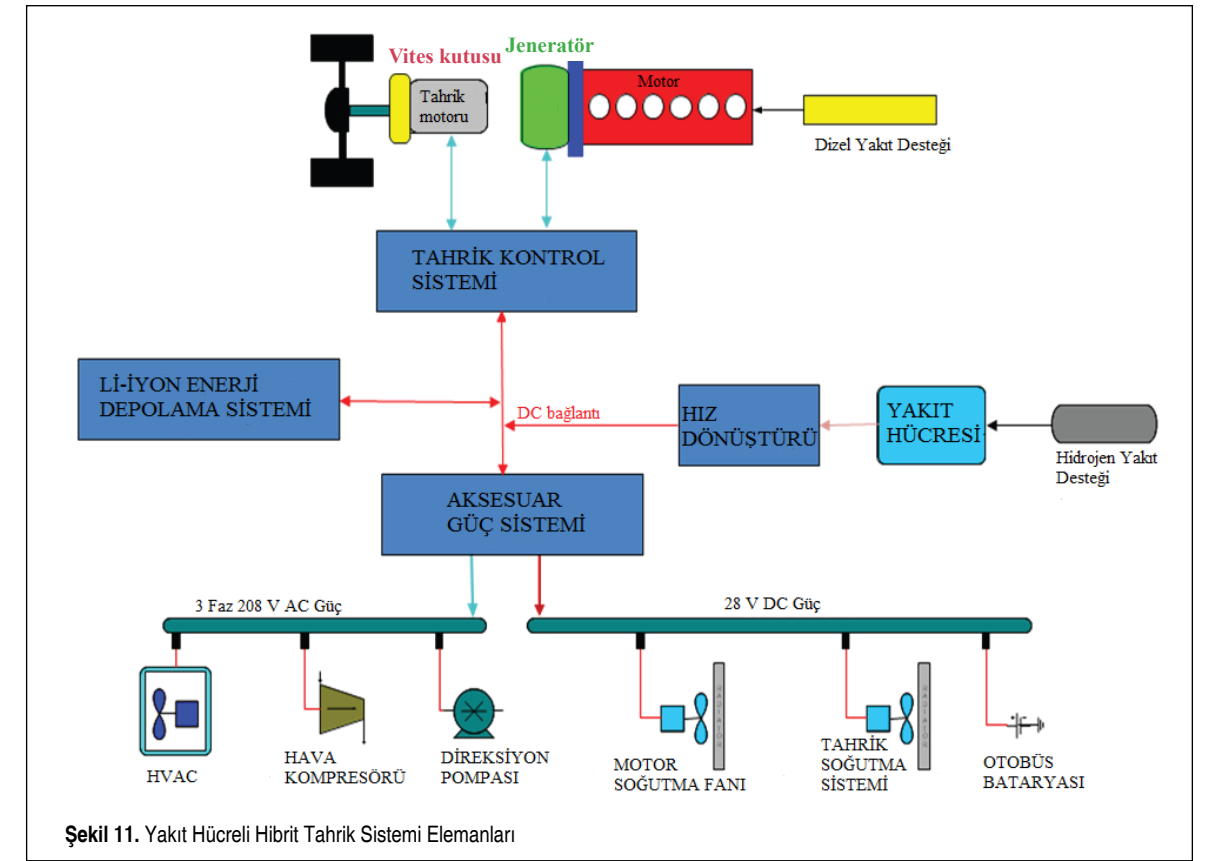 Vites kutusu
Jeneratör
Motor
Tahrik
motoru
Dizel Yakıt Desteği
TAHRİK KONTROL
SİSTEMİ
Lİ-İYON ENERJİ
DEPOLAMA SİSTEMİ
DC bağlantı
HIZ
DÖNÜŞTÜRÜ
YAKIT
HÜCRESİ
Hidrojen Yakıt
Desteği
AKSESUAR
GÜÇ SİSTEMİ
3 Faz 208 V AC Güç
28 V DC Güç
RADIATOR
RADIATOR
HVAC
HAVA
KOMPRESÖRÜ
DİREKSİYON
POMPASI
MOTOR
SOĞUTMA FANI
TAHRİK
SOĞUTMA
SİSTEMİ
OTOBÜS
BATARYASI
Şekil 11. Yakıt Hücreli Hibrit Tahrik Sistemi Elemanları